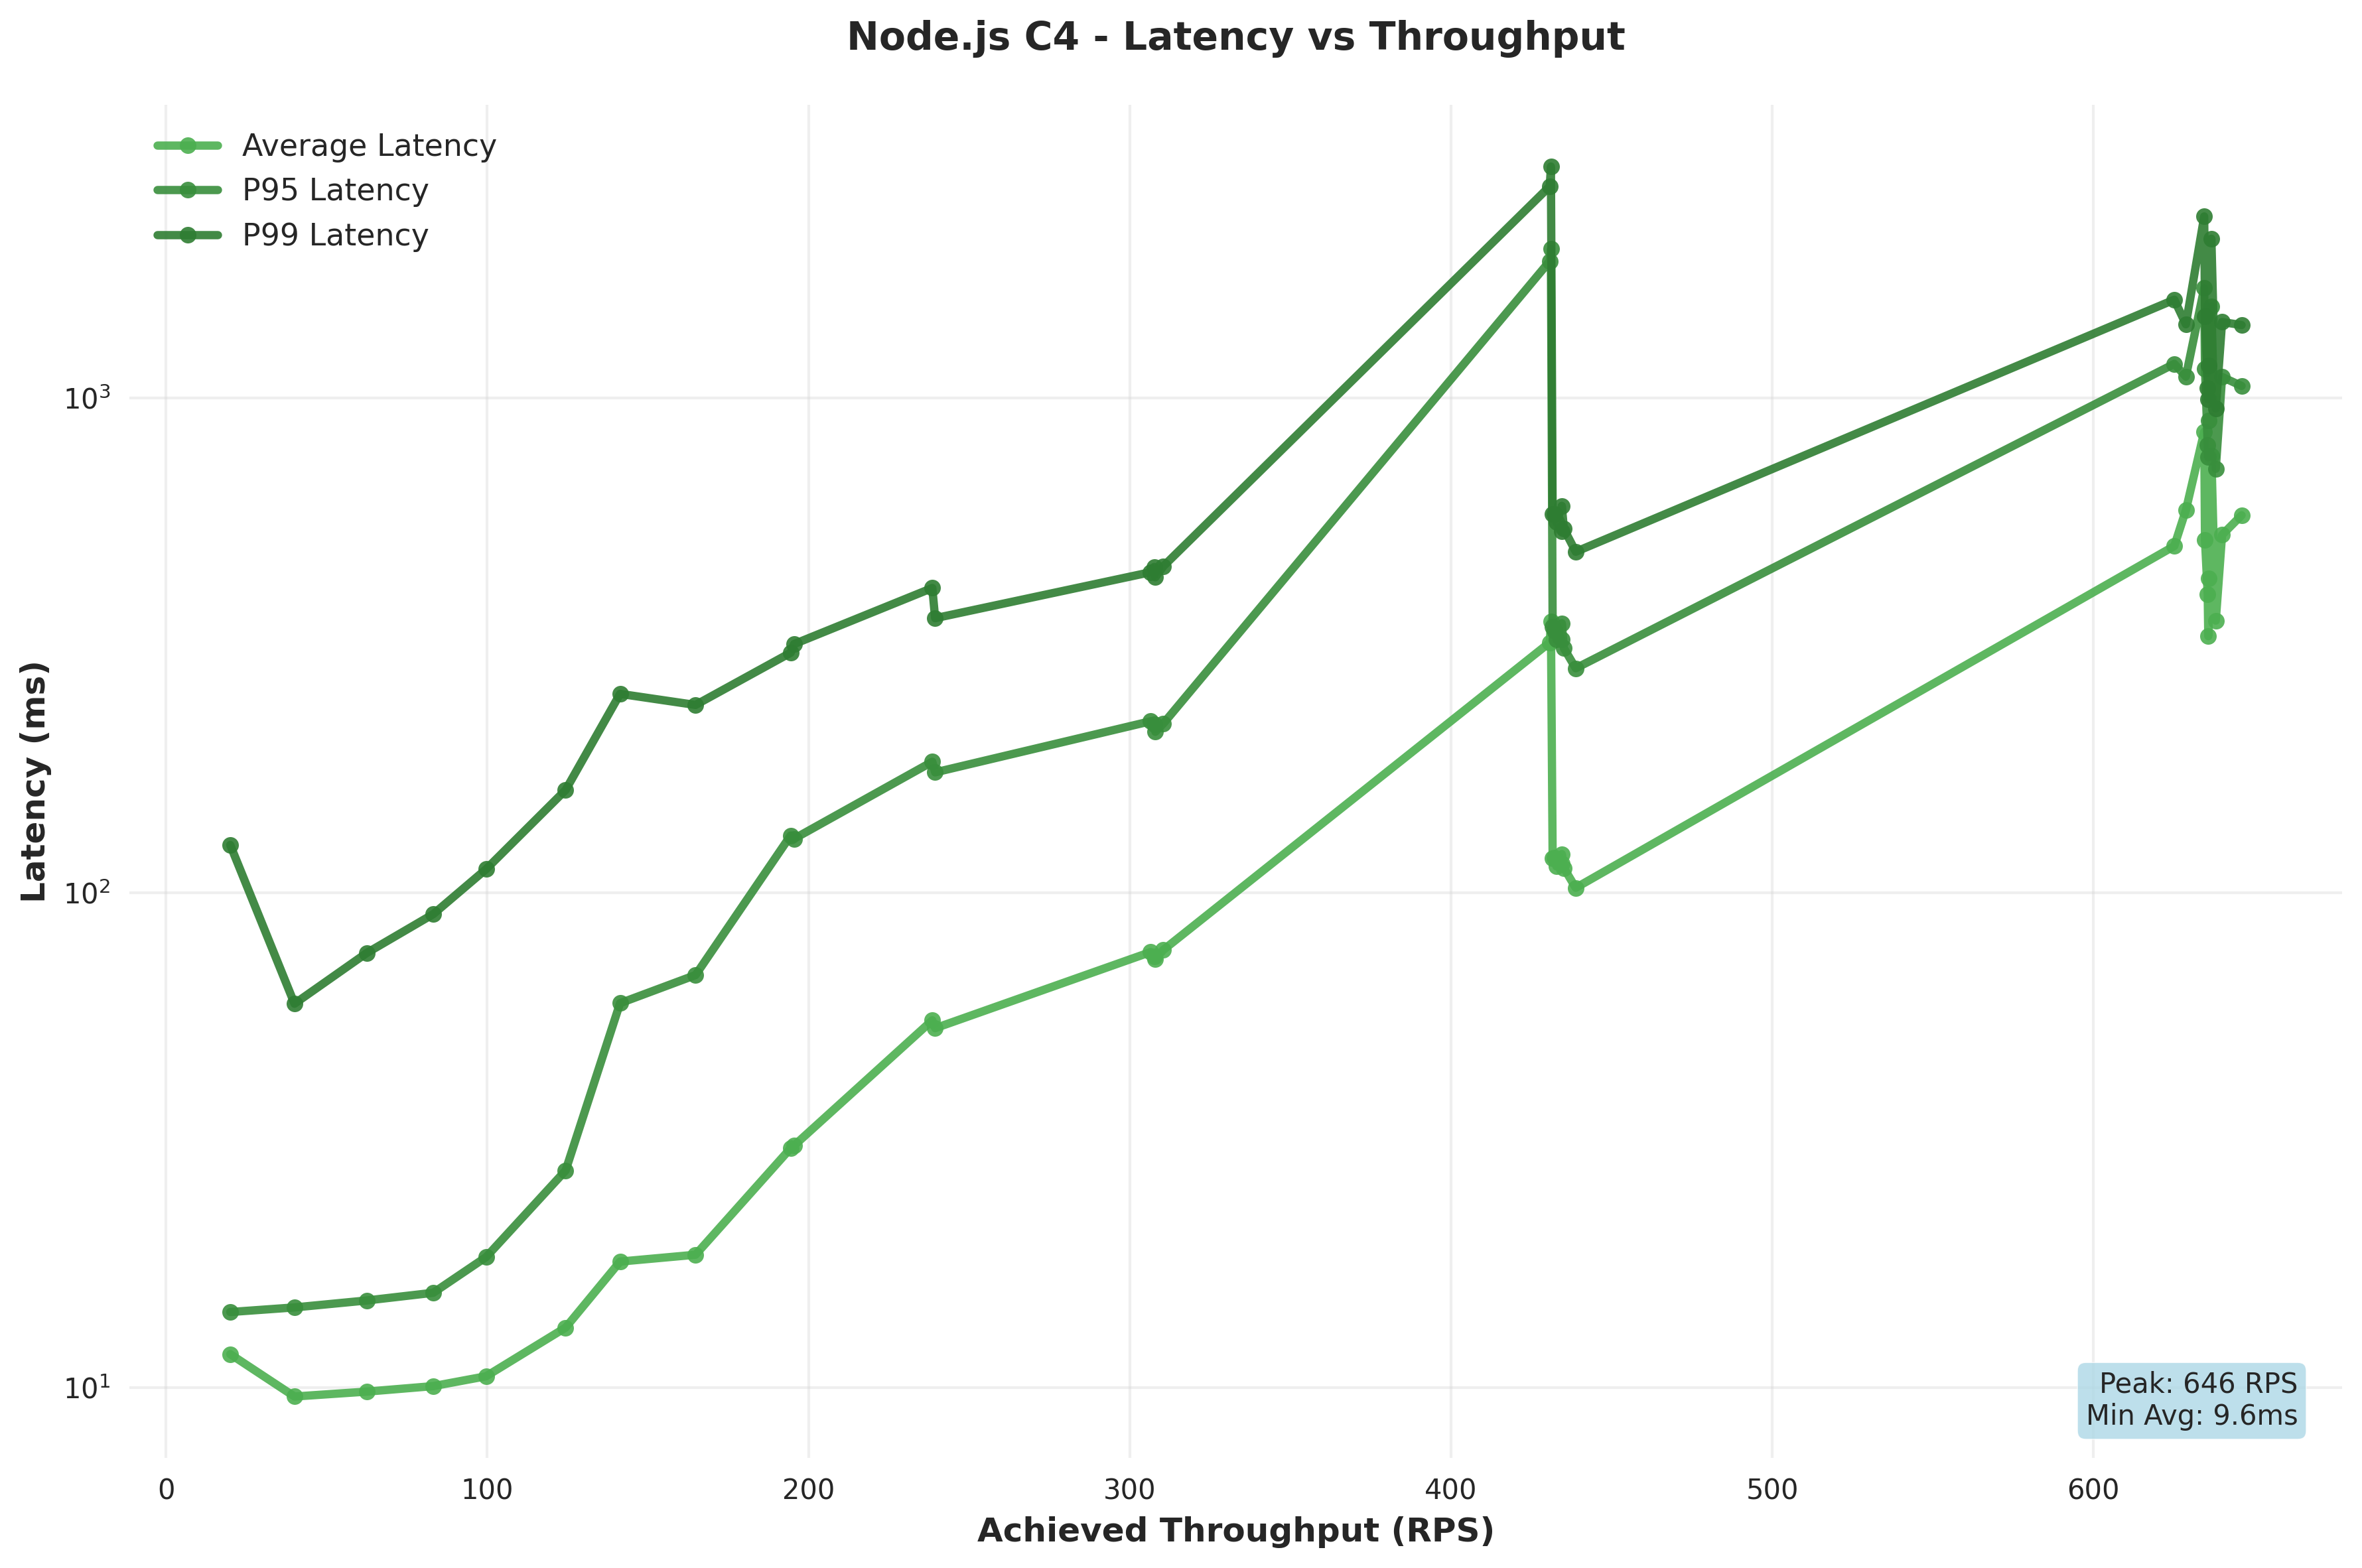 Node.js C4 - Latency vs Throughput
Average Latency
P95 Latency
P99 Latency
Latency (ms)
10³
10²
10¹
Peak: 646 RPS
Min Avg: 9.6ms
0 100 200 300 400 500 600
Achieved Throughput (RPS)